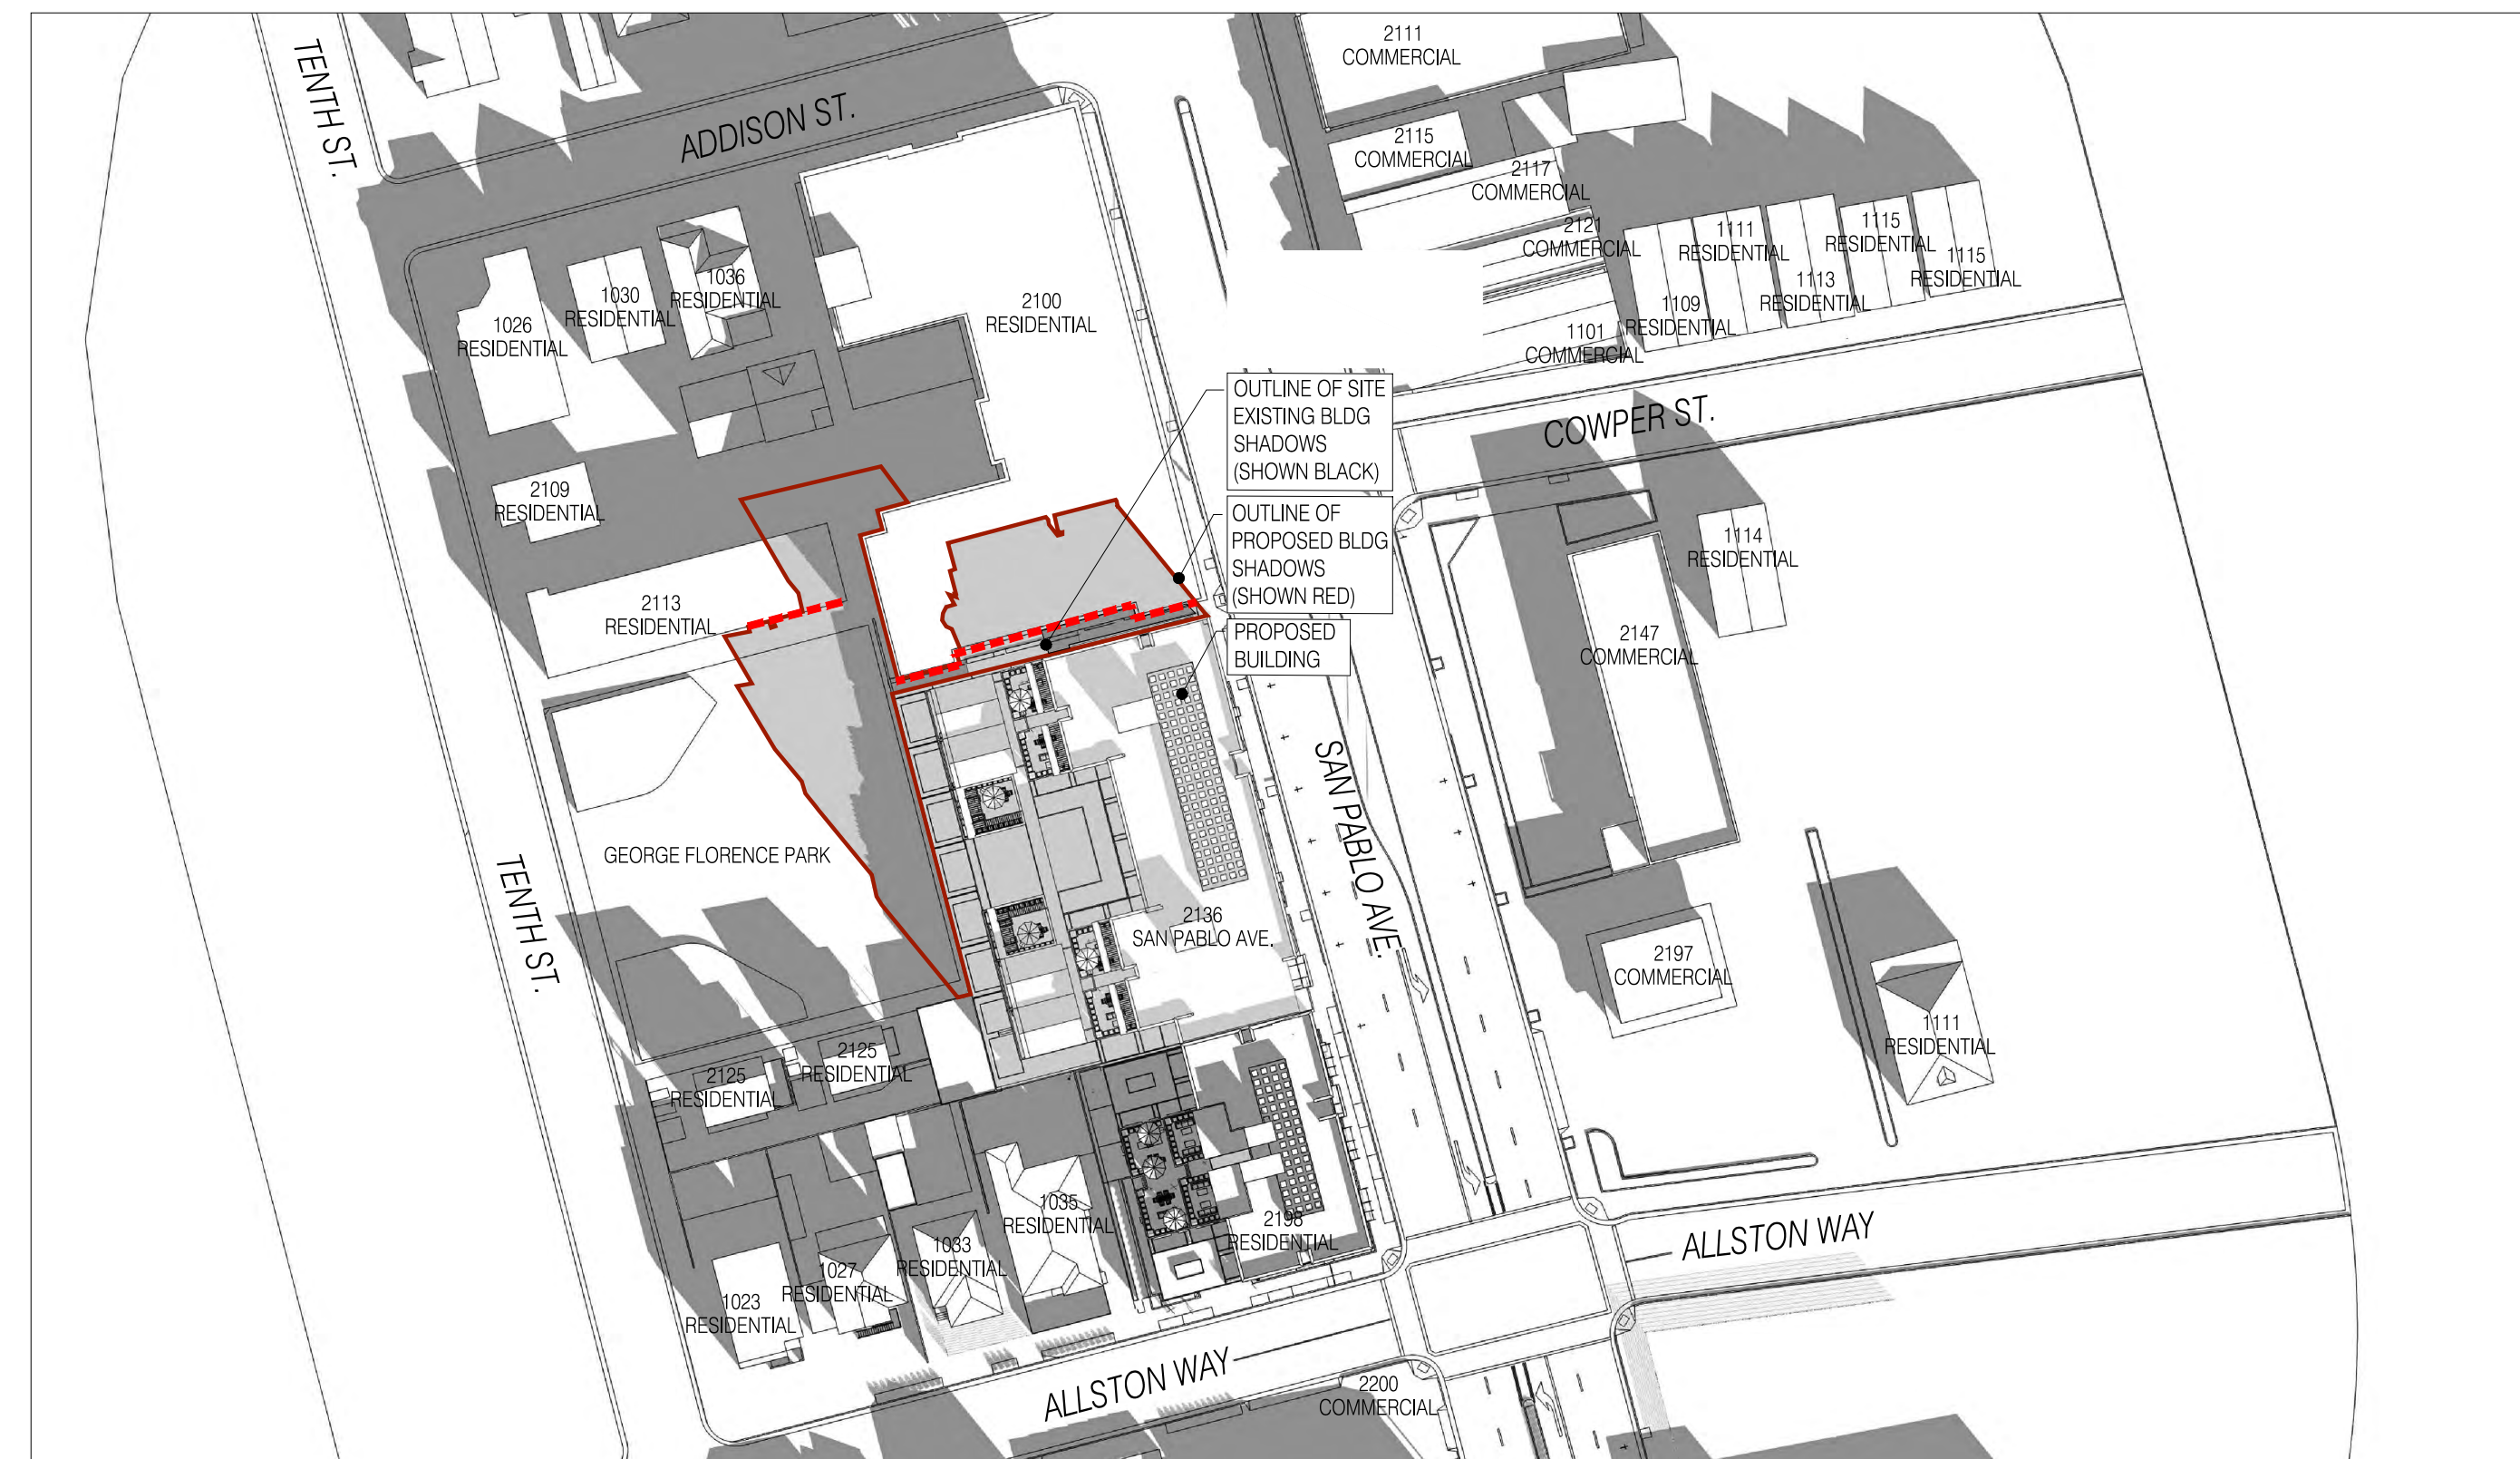 TENTH ST.
ADDISON ST.
2111
COMMERCIAL
2115
COMMERCIAL
2117
COMMERCIAL
2121
COMMERCIAL
1101
COMMERCIAL
1109
RESIDENTIAL
1111
RESIDENTIAL
1113
RESIDENTIAL
1115
RESIDENTIAL
1115
RESIDENTIAL
1026
RESIDENTIAL
1030
RESIDENTIAL
1036
RESIDENTIAL
2100
RESIDENTIAL
OUTLINE OF SITE
EXISTING BLDG
SHADOWS
(SHOWN BLACK)
OUTLINE OF
PROPOSED BLDG
SHADOWS
(SHOWN RED)
PROPOSED
BUILDING
COWPER ST.
2109
RESIDENTIAL
2113
RESIDENTIAL
1114
RESIDENTIAL
2147
COMMERCIAL
GEORGE FLORENCE PARK
TENTH ST.
SAN PABLO AVE.
2136
SAN PABLO AVE.
2197
COMMERCIAL
1111
RESIDENTIAL
2125
RESIDENTIAL
2125
RESIDENTIAL
1035
RESIDENTIAL
2198
RESIDENTIAL
1033
RESIDENTIAL
1027
RESIDENTIAL
1023
RESIDENTIAL
ALLSTON WAY
ALLSTON WAY
2200
COMMERCIAL